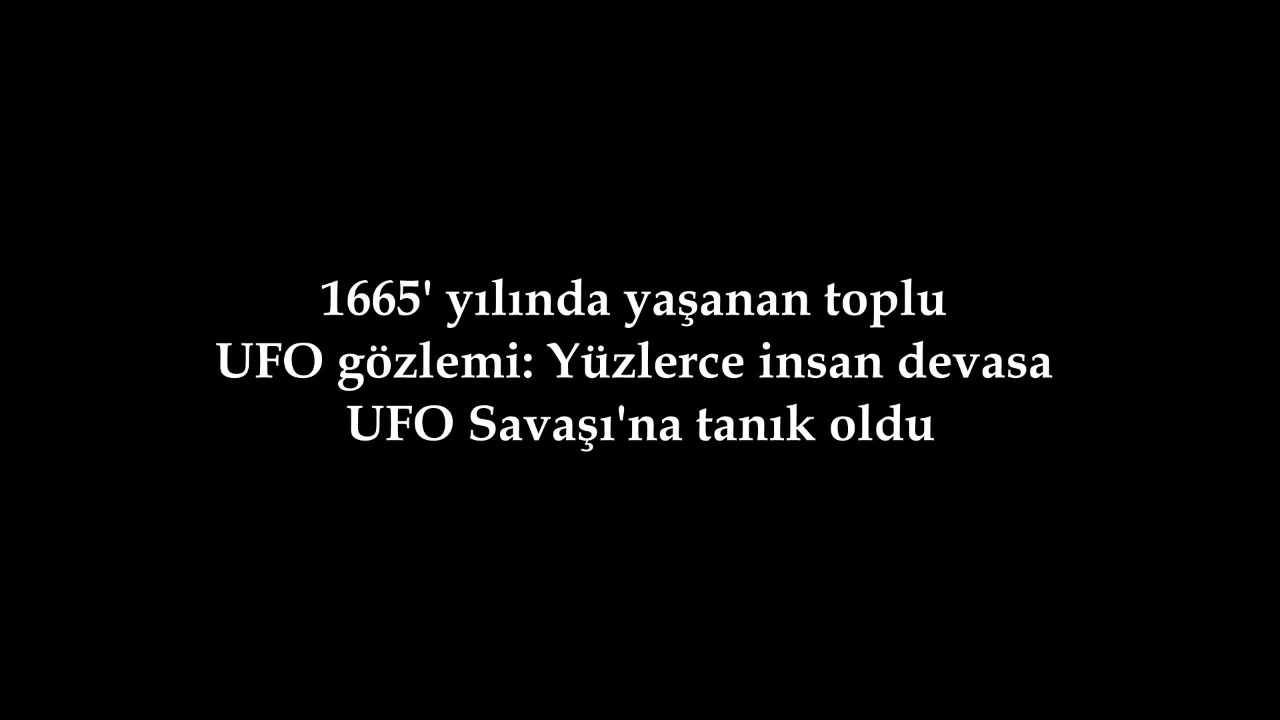 1665' yılında yaşanan toplu
UFO gözlemi: Yüzlerce insan devasa
UFO Savaşı'na tanık oldu